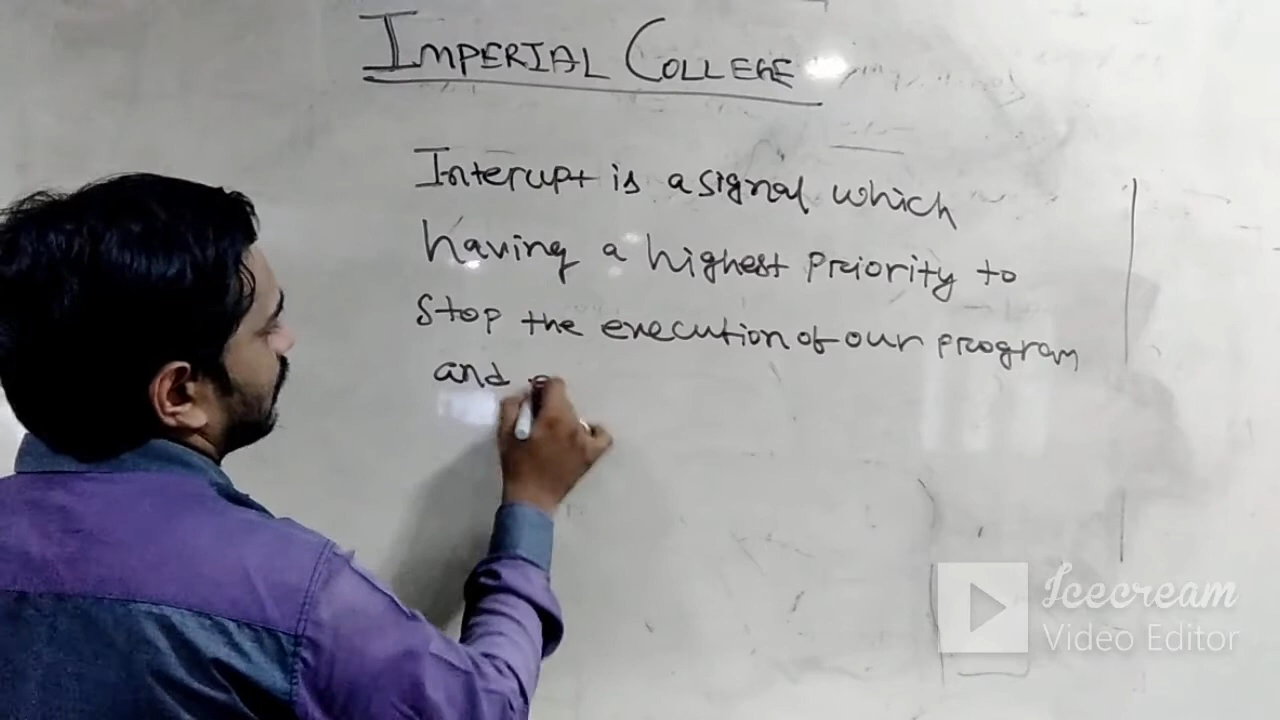 IMPERIAL COLLEGE
Interupt is a signal which
having a highest priority to
Stop the execution of our program
and
Icecream
Video Editor